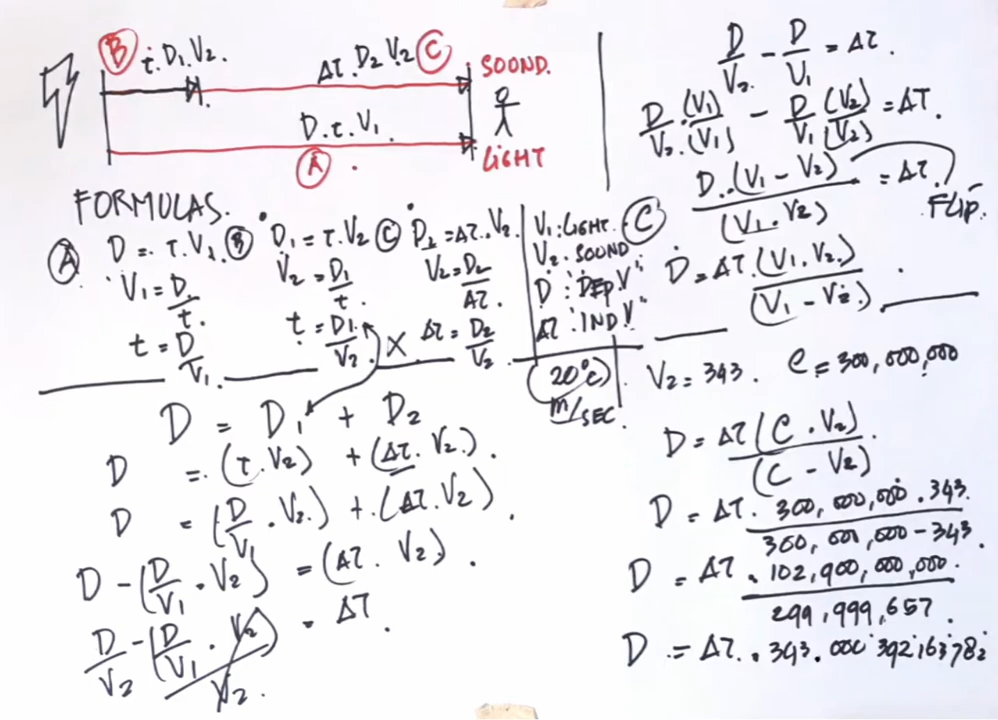 B t. D1. V2.
Δt. D2 V2 C
SOOND.
D. t. V1.
A
LIGHT
FORMULAS.
A D = t. V1. B D1 = t. V2 C D2 = Δt. V2.
V1 = D/t. V2 = D1/t. V2 = D2/Δt.
t = D/V1. t = D1/V2. X Δt = D2/V2
V1: LIGHT.
V2: SOUND
D: "DEP V"
Δt: "IND V"
20°c
m/SEC.
D = D1 + D2
D = (t. V2) + (Δt. V2.).
D = (D/V1 . V2.) + (Δt. V2).
D - (D/V1 . V2) = (Δt. V2).
D/V2 - (D/V1 . V2)/V2. = Δt.
D/V2. - D/V1 = Δt.
D/V2. (V1)/(V1) - D/V1 (V2)/(V2) = Δt.
D. (V1 - V2)/(V1. V2) = Δt.
FLIP.
C
D = Δt. (V1. V2.)/(V1 - V2.).
V2 = 343. C = 300,000,000
D = Δt (C. V2)/(C - V2).
D = Δt. 300,000,000 . 343/300,000,000 - 343.
D = Δt. 102,900,000,000./299,999,657.
D = Δt. 343.000392163782